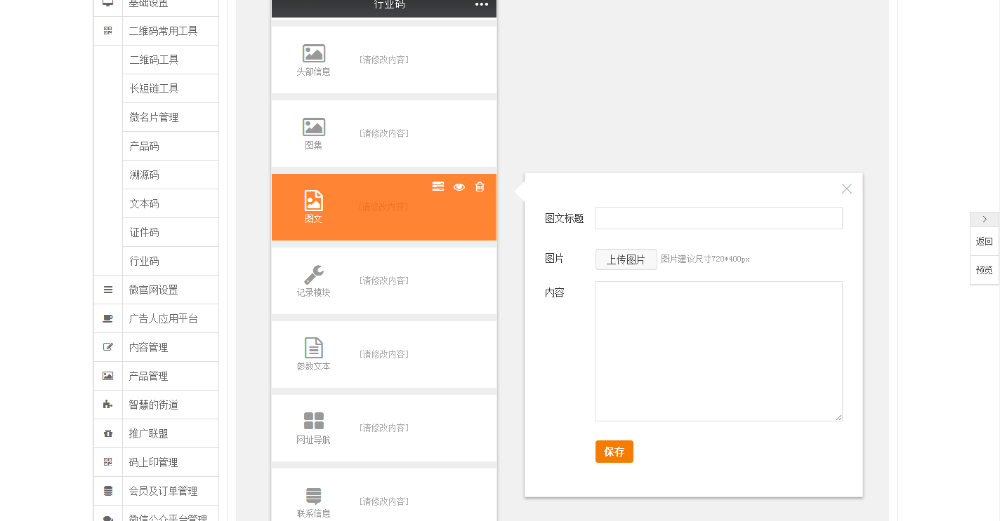 基础设置
二维码常用工具
二维码工具
长短链工具
微名片管理
产品码
溯源码
文本码
证件码
行业码
微官网设置
广告人应用平台
内容管理
产品管理
智慧的街道
推广联盟
码上印管理
会员及订单管理
微信公众平台管理
行业码
头部信息
[请修改内容]
图集
[请修改内容]
图文
[请修改内容]
记录模块
[请修改内容]
参数文本
[请修改内容]
网址导航
[请修改内容]
联系信息
[请修改内容]
图文标题
图片
上传图片
图片建议尺寸720*400px
内容
保存
返回
预览